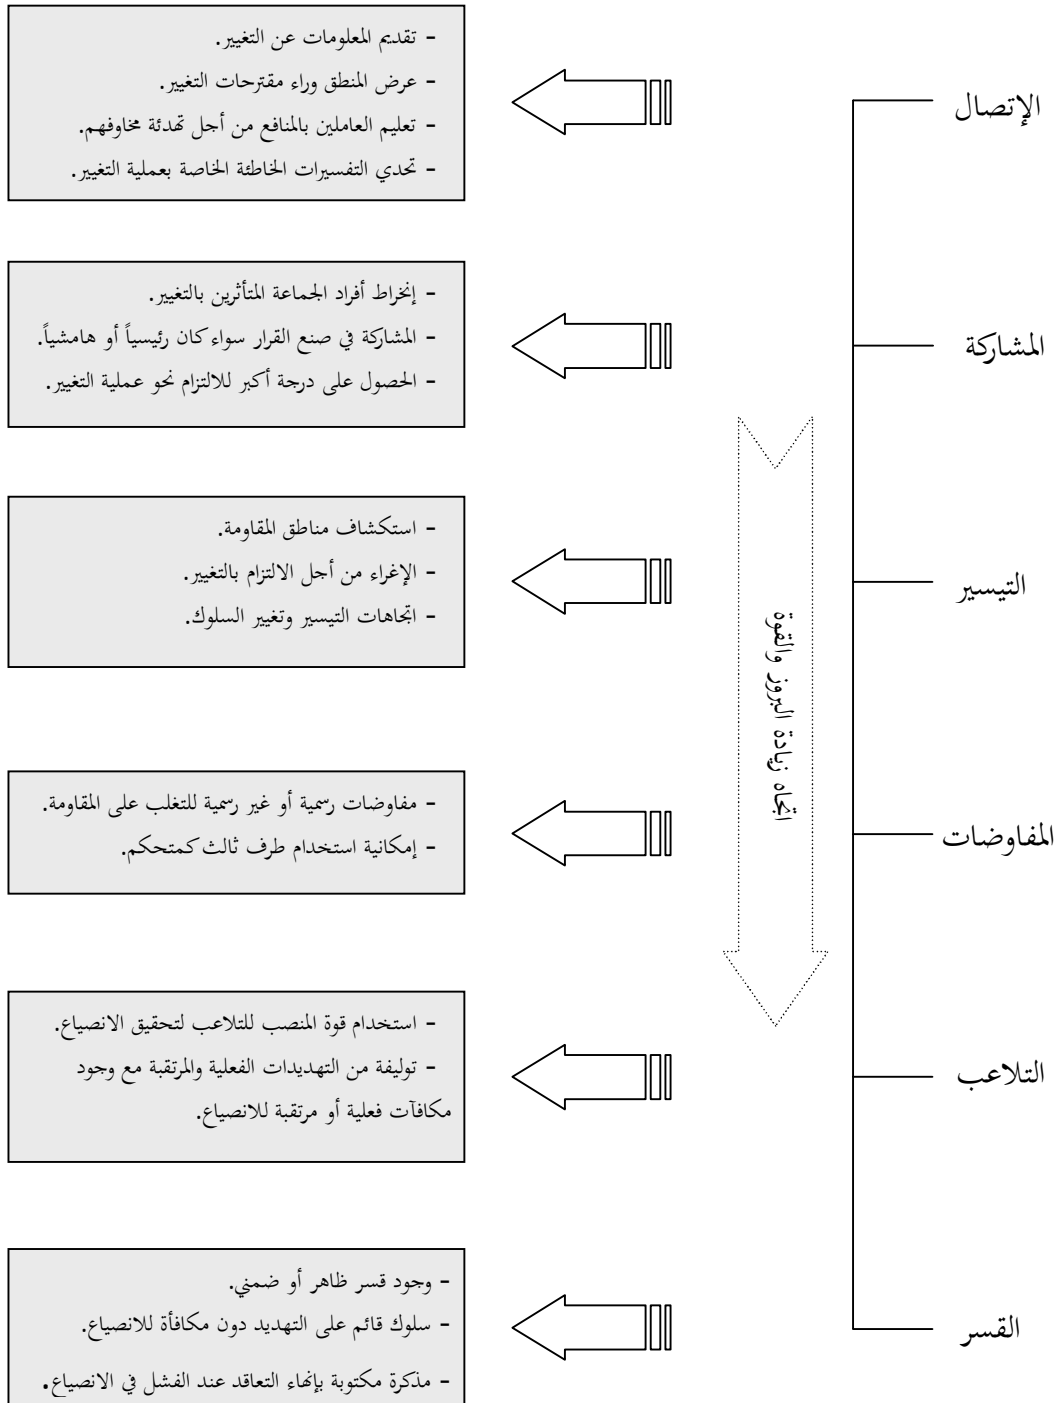 الإتصال
- تقديم المعلومات عن التغيير.
- عرض المنطق وراء مقترحات التغيير.
- تعليم العاملين بالمنافع من أجل تهدئة مخاوفهم.
- تحدي التفسيرات الخاطئة الخاصة بعملية التغيير.
المشاركة
- إنخراط أفراد الجماعة المتأثرين بالتغيير.
- المشاركة في صنع القرار سواء كان رئيسياً أو هامشياً.
- الحصول على درجة أكبر للالتزام نحو عملية التغيير.
التيسير
- استكشاف مناطق المقاومة.
- الإغراء من أجل الالتزام بالتغيير.
- اتجاهات التيسير وتغيير السلوك.
اتجاه زيادة البروز والقوة
المفاوضات
- مفاوضات رسمية أو غير رسمية للتغلب على المقاومة.
- إمكانية استخدام طرف ثالث كمتحكم.
التلاعب
- استخدام قوة المنصب للتلاعب لتحقيق الانصياع.
- توليفة من التهديدات الفعلية والمرتقبة مع وجود
مكافآت فعلية أو مرتقبة للانصياع.
القسر
- وجود قسر ظاهر أو ضمني.
- سلوك قائم على التهديد دون مكافأة للانصياع.
- مذكرة مكتوبة بإنهاء التعاقد عند الفشل في الانصياع.